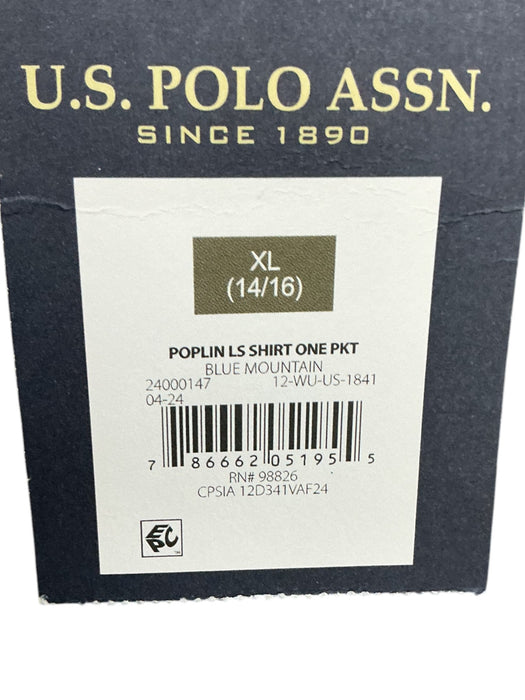 U.S. POLO ASSN.
SINCE 1890
XL
(14/16)
POPLIN LS SHIRT ONE PKT
BLUE MOUNTAIN
24000147 12-WU-US-1841
04-24
7 86662 05195 5
RN# 98826
CPSIA 12D341VAF24
EPC